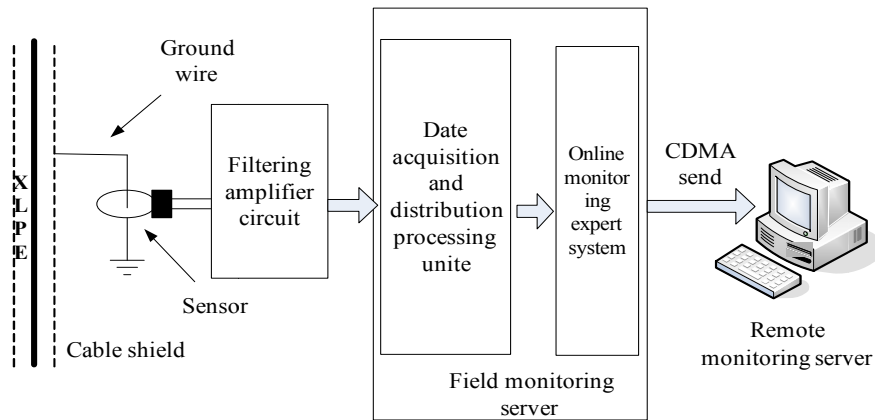 Ground
wire
XLPE
Sensor
Cable shield
Filtering
amplifier
circuit
Date
acquisition
and
distribution
processing
unite
Online
monitor
ing
expert
system
Field monitoring
server
CDMA
send
Remote
monitoring server